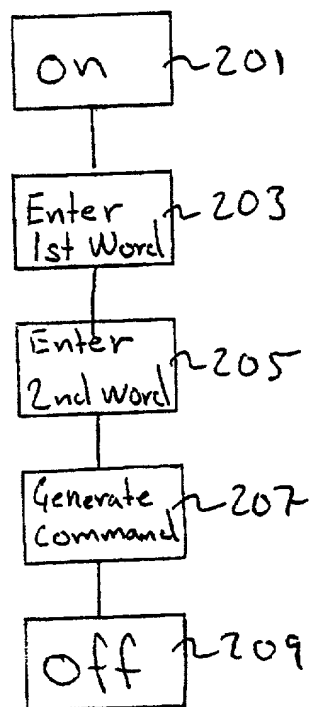 On 201
Enter 203
1st Word
Enter 205
2nd Word
Generate 207
Command
Off 209